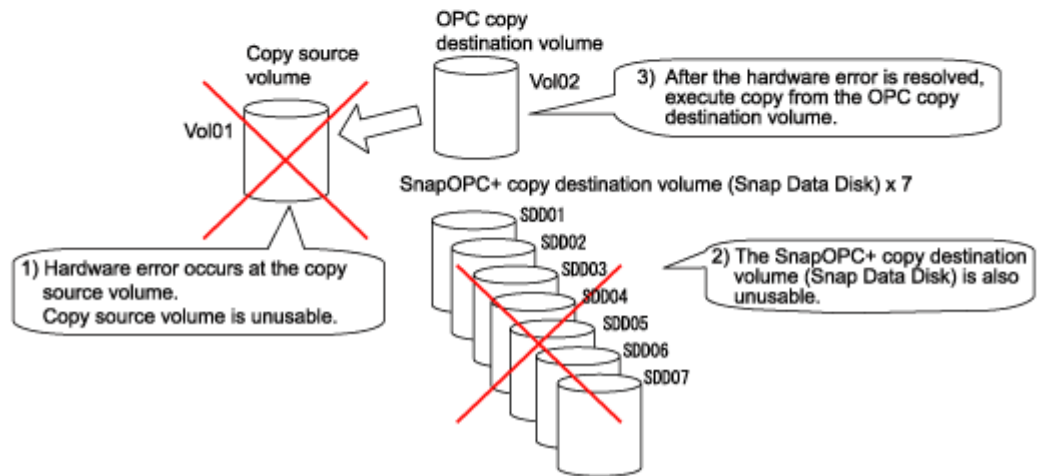 OPC copy
destination volume
Copy source
volume
Vol02
3) After the hardware error is resolved,
execute copy from the OPC copy
destination volume.
Vol01
SnapOPC+ copy destination volume (Snap Data Disk) x 7
SDD01
SDD02
SDD03
SDD04
SDD05
SDD06
SDD07
1) Hardware error occurs at the copy
source volume.
Copy source volume is unusable.
2) The SnapOPC+ copy destination
volume (Snap Data Disk) is also
unusable.